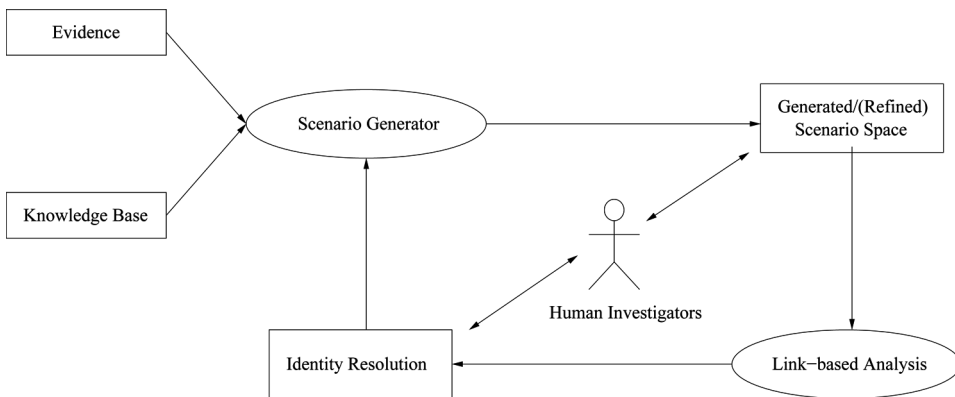 Evidence
Scenario Generator
Generated/(Refined)
Scenario Space
Knowledge Base
Human Investigators
Identity Resolution
Link−based Analysis